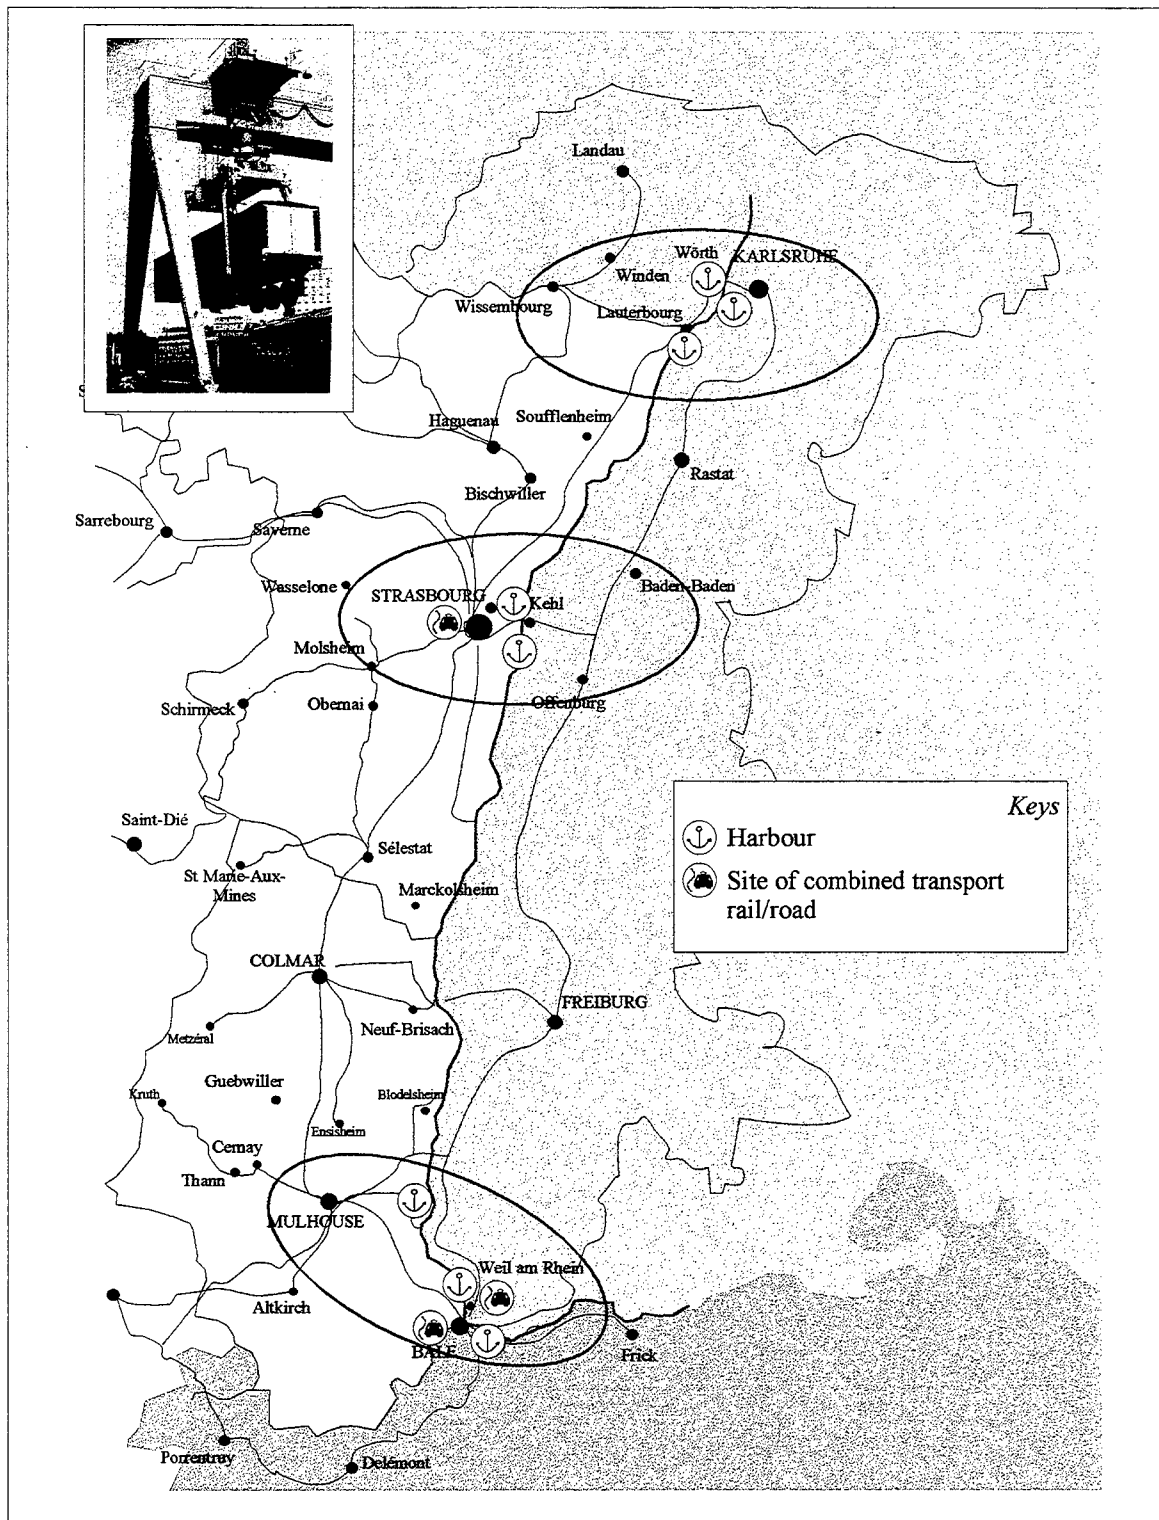 Landau
Wörth
KARLSRUHE
Winden
Wissembourg
Lauterbourg
Haguenau
Soufflenheim
Rastat
Bischwiller
Sarrebourg
Saverne
Wasselone
STRASBOURG
Kehl
Baden-Baden
Molsheim
Schirmeck
Obernai
Offenburg
Keys
Harbour
Site of combined transport
rail/road
Saint-Dié
Sélestat
St Marie-Aux-
Mines
Marckolsheim
COLMAR
FREIBURG
Neuf-Brisach
Metzéral
Guebwiller
Kruth
Blodelsheim
Ensisheim
Cernay
Thann
MULHOUSE
Weil am Rhein
Altkirch
BALE
Frick
Porrentruy
Delémont